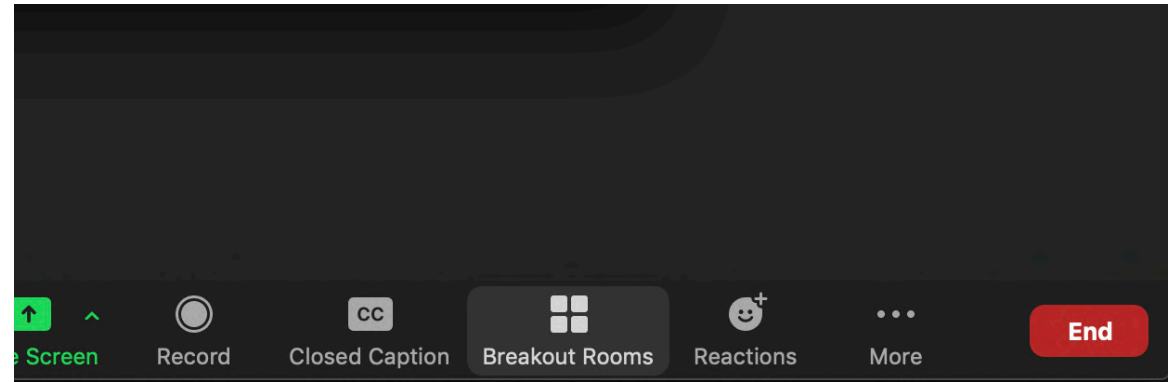 CC
e Screen
Record
Closed Caption
Breakout Rooms
Reactions
More
End